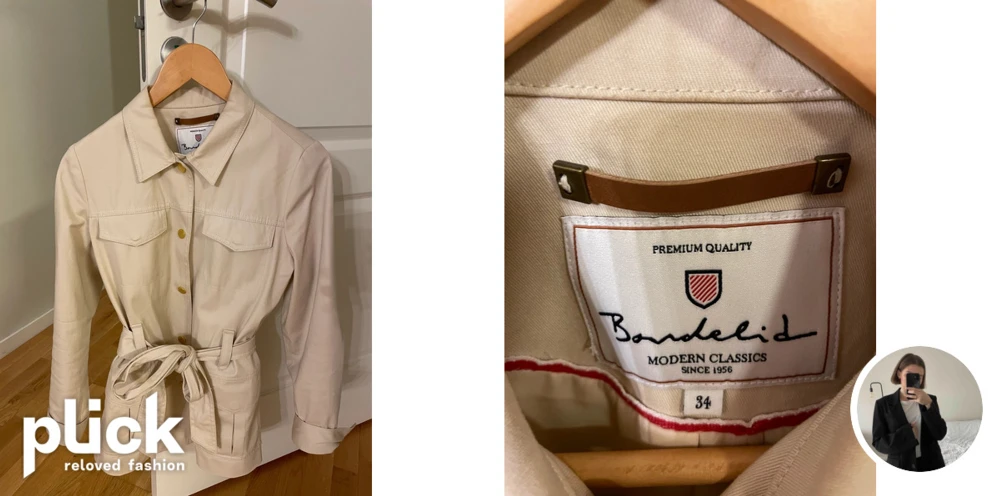 plick
reloved fashion
PREMIUM QUALITY
Bondelid
MODERN CLASSICS
SINCE 1956
34